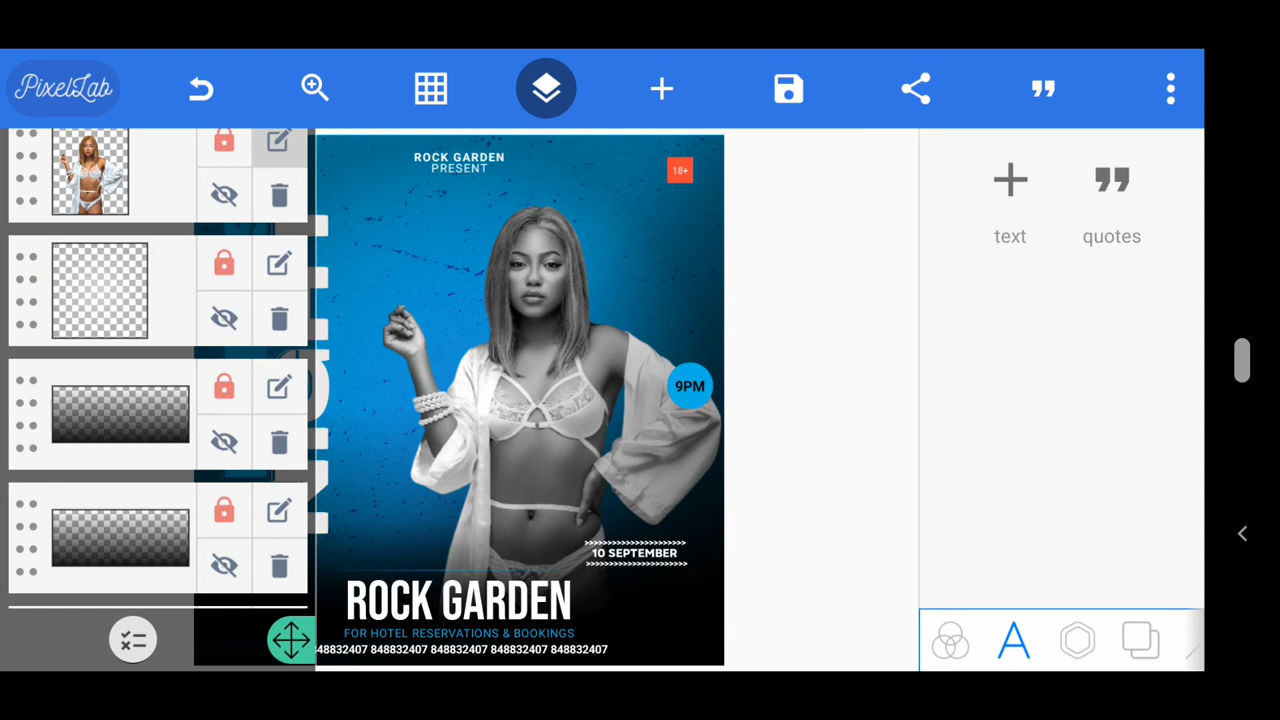 PixelLab
ROCK GARDEN
PRESENT
18+
9PM
>>>>>>>>>>>>>>>>>>>>>>
10 SEPTEMBER
>>>>>>>>>>>>>>>>>>>>>>
ROCK GARDEN
FOR HOTEL RESERVATIONS & BOOKINGS
848832407 848832407 848832407 848832407 848832407
text
quotes